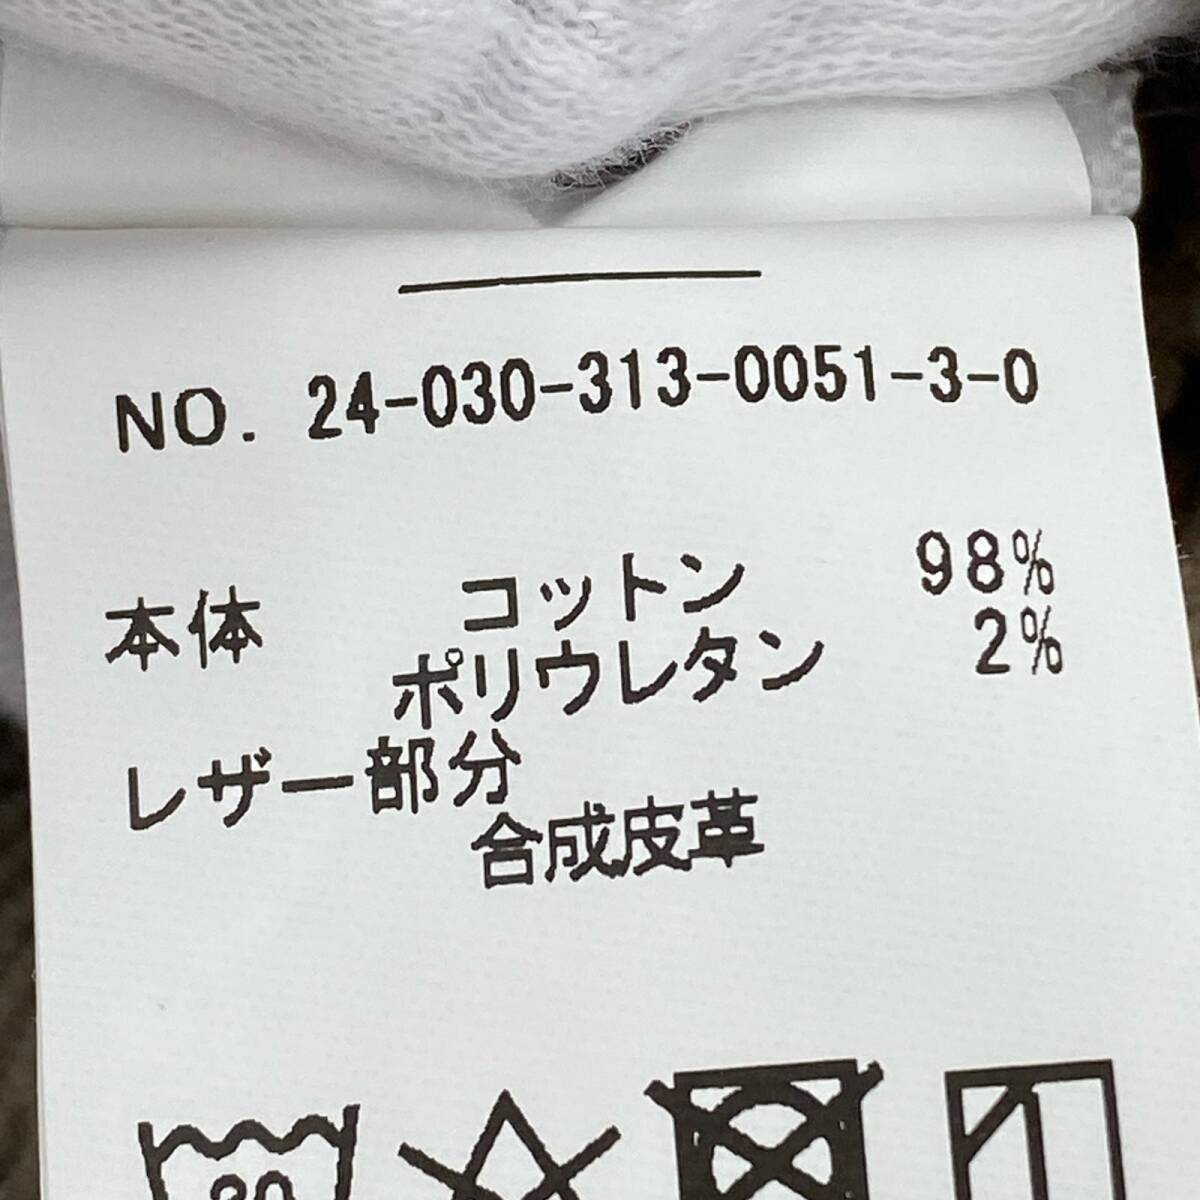 NO. 24-030-313-0051-3-0
本体 コットン 98%
ポリウレタン 2%
レザー部分
合成皮革